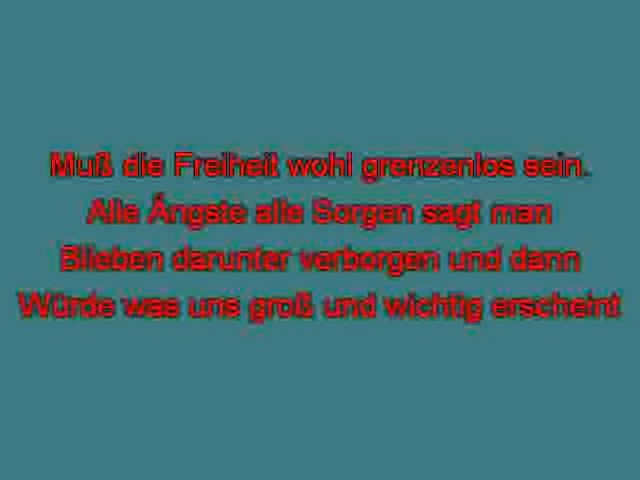 Muß die Freiheit wohl grenzenlos sein.
Alle Ängste alle Sorgen sagt man
Blieben darunter verborgen und dann
Würde was uns groß und wichtig erscheint